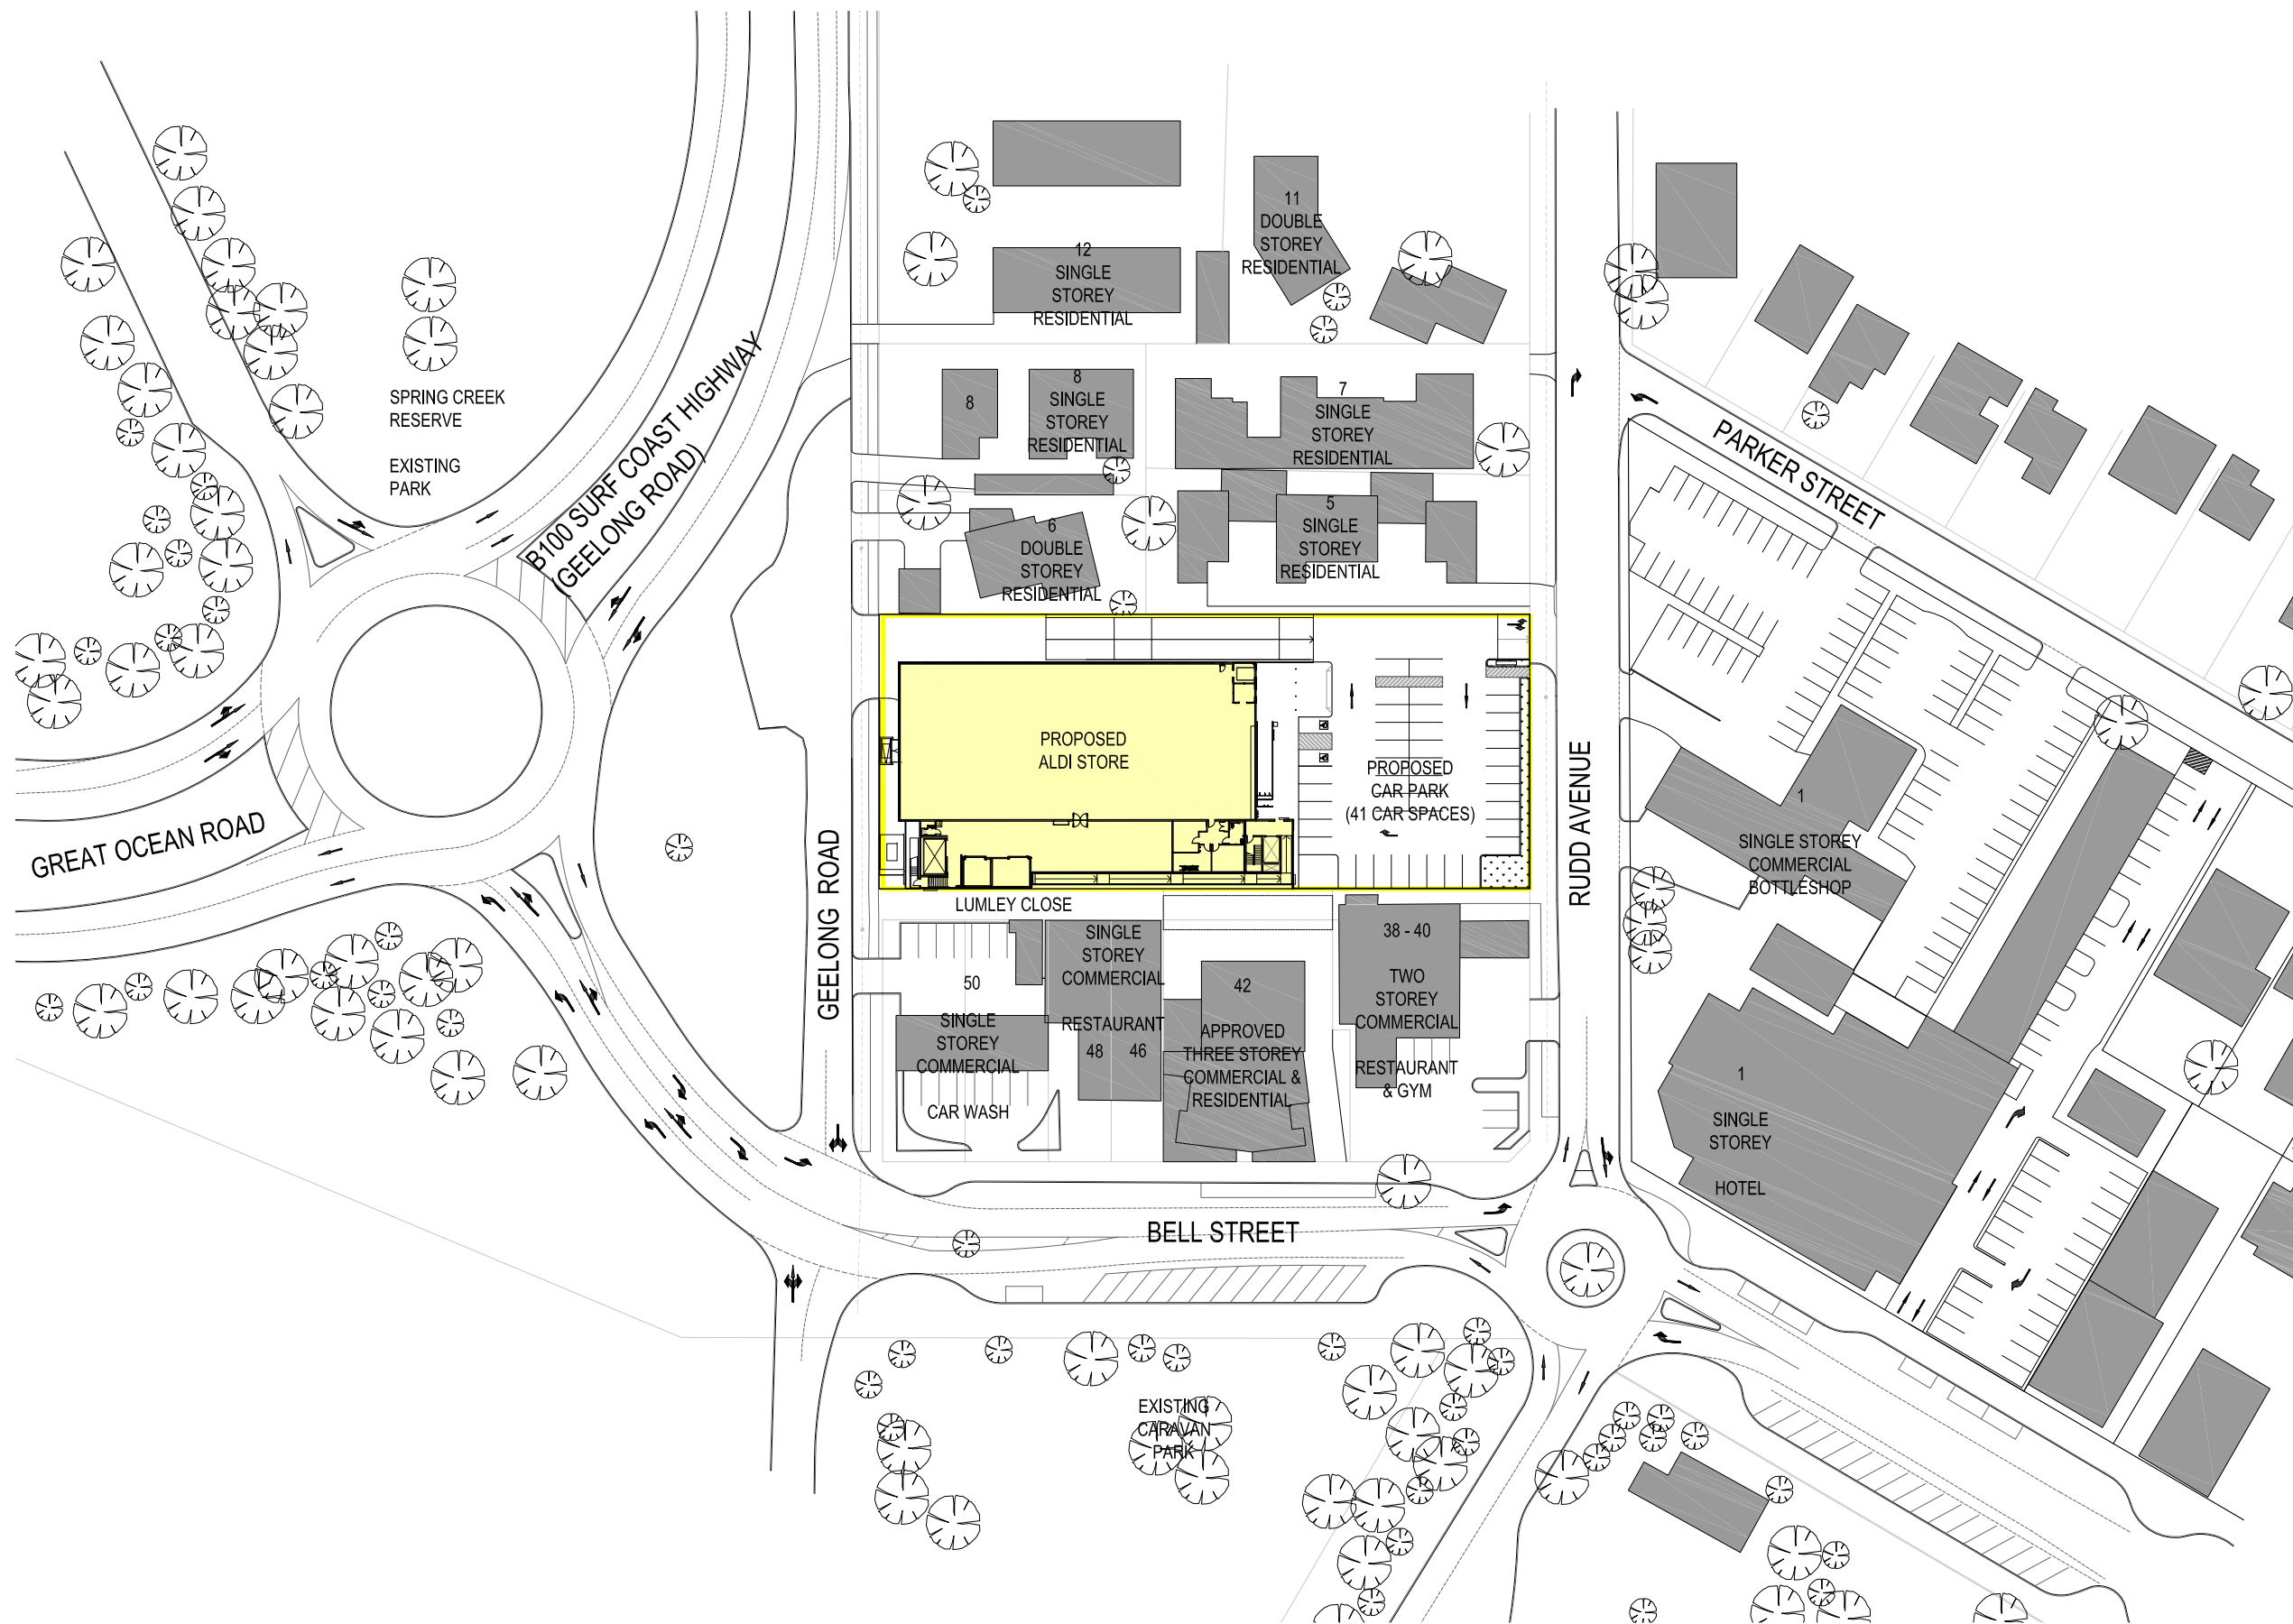 11
DOUBLE
STOREY
RESIDENTIAL
12
SINGLE
STOREY
RESIDENTIAL
SPRING CREEK
RESERVE
EXISTING
PARK
B100 SURF COAST HIGHWAY
(GEELONG ROAD)
8
8
SINGLE
STOREY
RESIDENTIAL
7
SINGLE
STOREY
RESIDENTIAL
PARKER STREET
6
DOUBLE
STOREY
RESIDENTIAL
5
SINGLE
STOREY
RESIDENTIAL
PROPOSED
ALDI STORE
PROPOSED
CAR PARK
(41 CAR SPACES)
RUDD AVENUE
1
SINGLE STOREY
COMMERCIAL
BOTTLESHOP
GREAT OCEAN ROAD
GEELONG ROAD
LUMLEY CLOSE
50
SINGLE
STOREY
COMMERCIAL
CAR WASH
SINGLE
STOREY
COMMERCIAL
RESTAURANT
48 46
42
APPROVED
THREE STOREY
COMMERCIAL &
RESIDENTIAL
38 - 40
TWO
STOREY
COMMERCIAL
RESTAURANT
& GYM
1
SINGLE
STOREY
HOTEL
BELL STREET
EXISTING
CARAVAN
PARK